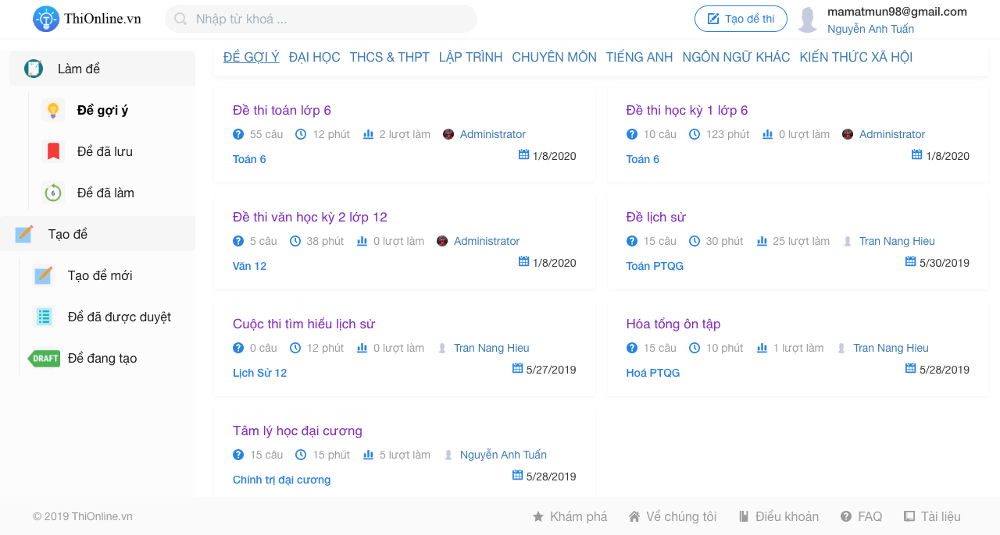 ThiOnline.vn
Nhập từ khoá ...
Tạo đề thi
mamatmun98@gmail.com
Nguyễn Anh Tuấn
Làm đề
Đề gợi ý
Đề đã lưu
6
Đề đã làm
Tạo đề
Tạo đề mới
Đề đã được duyệt
DRAFT
Đề đang tạo
ĐỀ GỢI Ý ĐẠI HỌC THCS & THPT LẬP TRÌNH CHUYÊN MÔN TIẾNG ANH NGÔN NGỮ KHÁC KIẾN THỨC XÃ HỘI
Đề thi toán lớp 6
55 câu 12 phút 2 lượt làm Administrator
Toán 6 1/8/2020
Đề thi học kỳ 1 lớp 6
10 câu 123 phút 0 lượt làm Administrator
Toán 6 1/8/2020
Đề thi văn học kỳ 2 lớp 12
5 câu 38 phút 0 lượt làm Administrator
Văn 12 1/8/2020
Đề lịch sử
15 câu 30 phút 25 lượt làm Tran Nang Hieu
Toán PTQG 5/30/2019
Cuộc thi tìm hiểu lịch sử
0 câu 12 phút 0 lượt làm Tran Nang Hieu
Lịch Sử 12 5/27/2019
Hóa tổng ôn tập
15 câu 10 phút 1 lượt làm Tran Nang Hieu
Hoá PTQG 5/28/2019
Tâm lý học đại cương
15 câu 15 phút 5 lượt làm Nguyễn Anh Tuấn
Chính trị đại cương 5/28/2019
© 2019 ThiOnline.vn
Khám phá Về chúng tôi Điều khoản FAQ Tài liệu